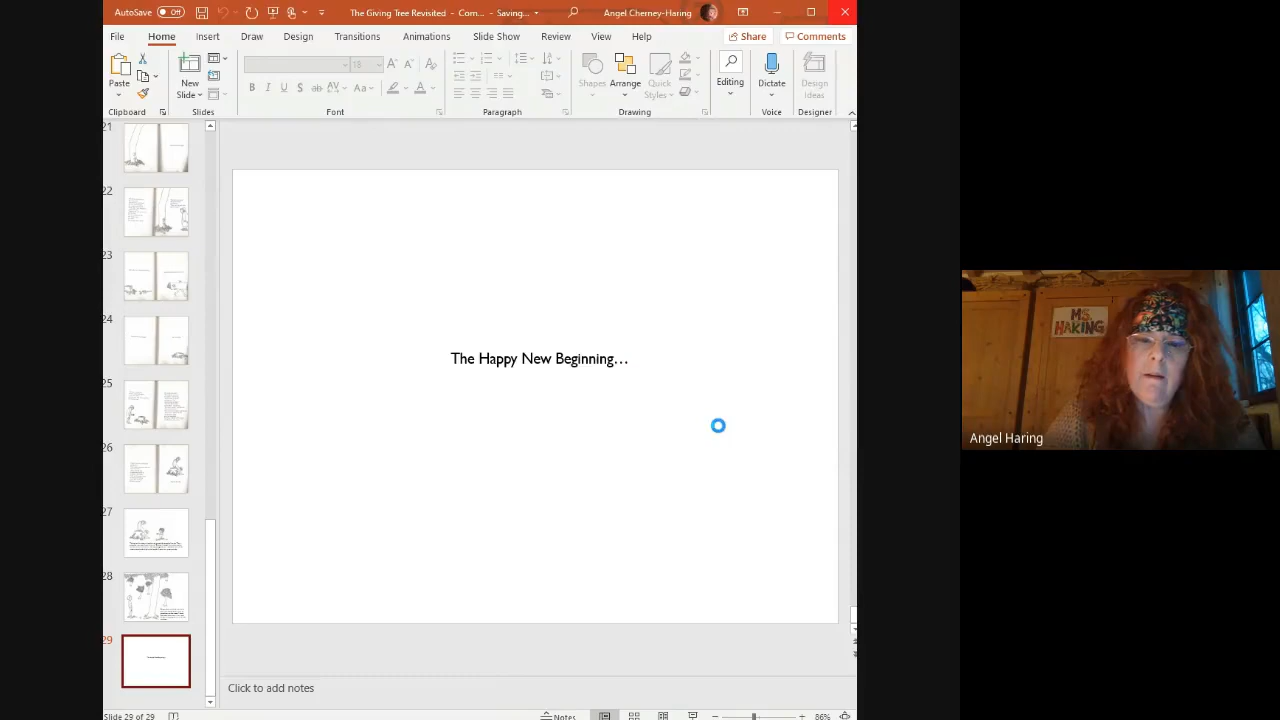 AutoSave Off The Giving Tree Revisited - Com... - Saving... Angel Cherney-Haring
File Home Insert Draw Design Transitions Animations Slide Show Review View Help Share Comments
18
Paste New Slide Shapes Arrange Quick Styles Editing Dictate Design Ideas
Clipboard Slides Font Paragraph Drawing Voice Designer
21
22
23
24
25
26
27
28
29
The Happy New Beginning...
MS.
HAKING
Angel Haring
Click to add notes
Slide 29 of 29 Notes 86%